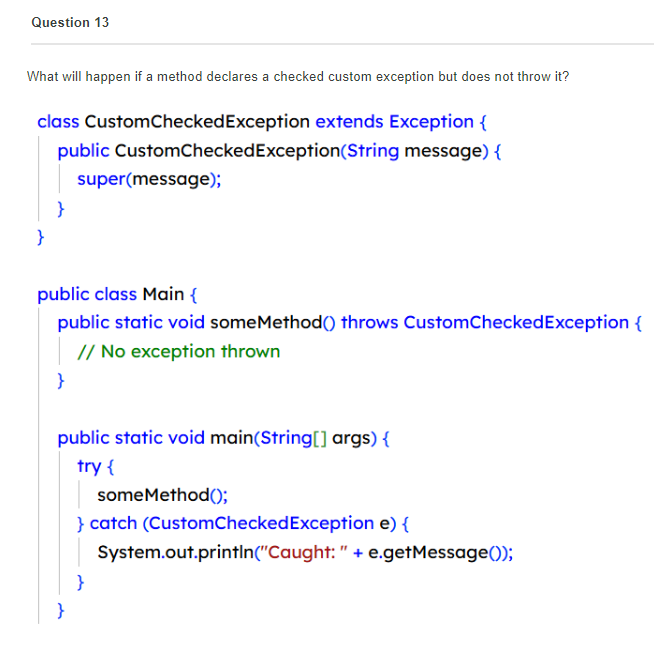 Question 13
What will happen if a method declares a checked custom exception but does not throw it?
class CustomCheckedException extends Exception {
public CustomCheckedException(String message) {
super(message);
}
}
public class Main {
public static void someMethod() throws CustomCheckedException {
// No exception thrown
}
public static void main(String[] args) {
try {
someMethod();
} catch (CustomCheckedException e) {
System.out.println("Caught: " + e.getMessage());
}
}